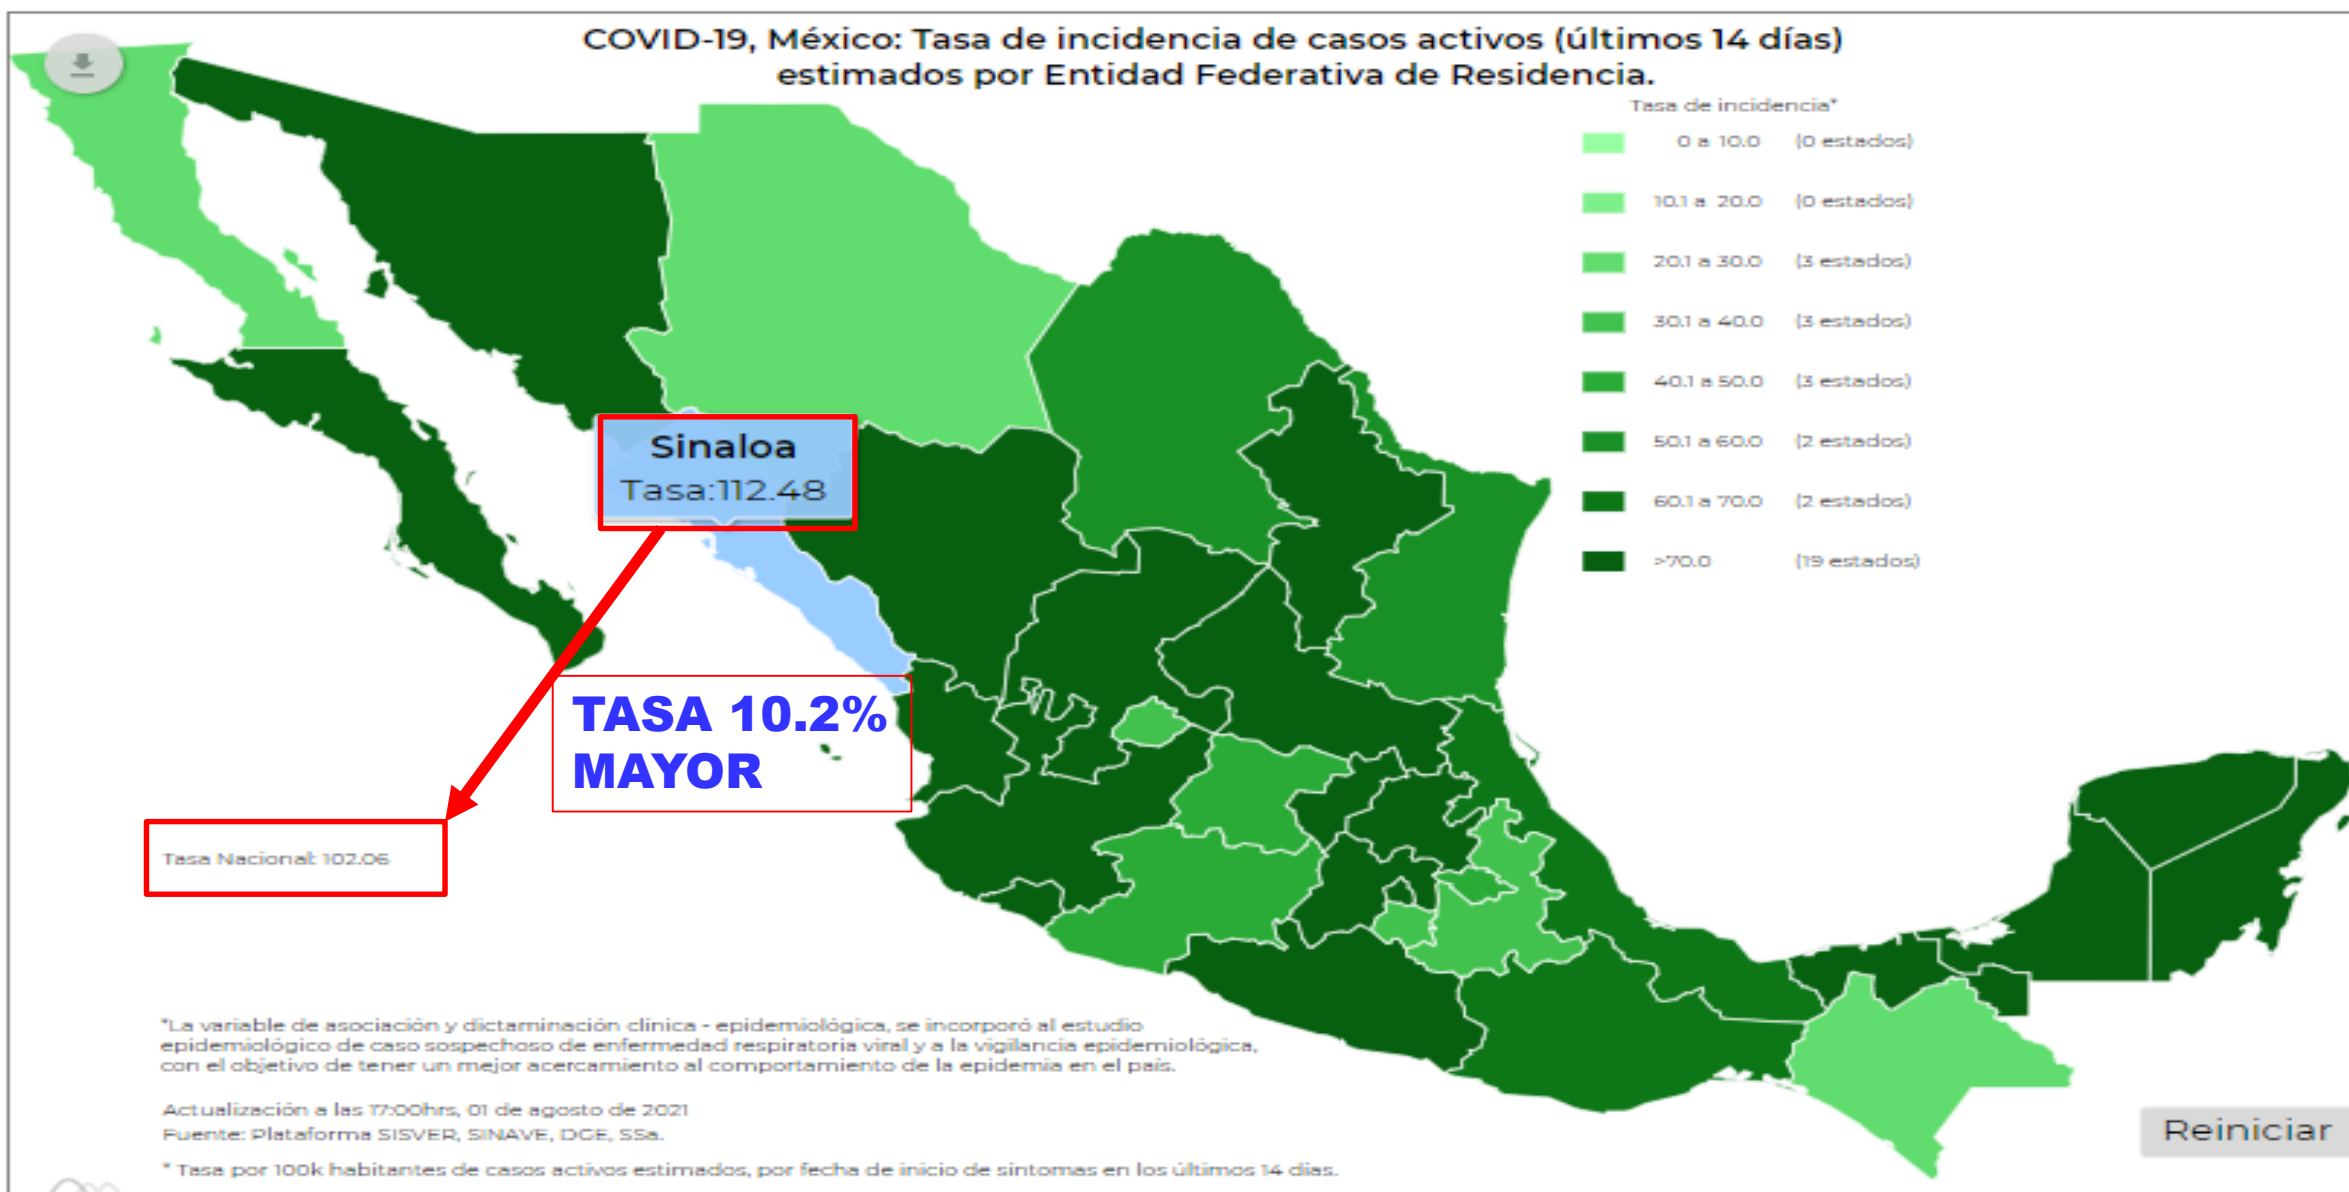 COVID-19, México: Tasa de incidencia de casos activos (últimos 14 días)
estimados por Entidad Federativa de Residencia.
Tasa de incidencia*
0 a 10.0 (0 estados)
10.1 a 20.0 (0 estados)
20.1 a 30.0 (3 estados)
30.1 a 40.0 (3 estados)
40.1 a 50.0 (3 estados)
50.1 a 60.0 (2 estados)
60.1 a 70.0 (2 estados)
>70.0 (19 estados)
Sinaloa
Tasa:112.48
TASA 10.2%
MAYOR
Tasa Nacional: 102.06
*La variable de asociación y dictaminación clínica - epidemiológica, se incorporó al estudio
epidemiológico de caso sospechoso de enfermedad respiratoria viral y a la vigilancia epidemiológica,
con el objetivo de tener un mejor acercamiento al comportamiento de la epidemia en el país.
Actualización a las 17:00hrs, 01 de agosto de 2021
Fuente: Plataforma SISVER, SINAVE, DGE, SSa.
* Tasa por 100k habitantes de casos activos estimados, por fecha de inicio de síntomas en los últimos 14 días.
Reiniciar